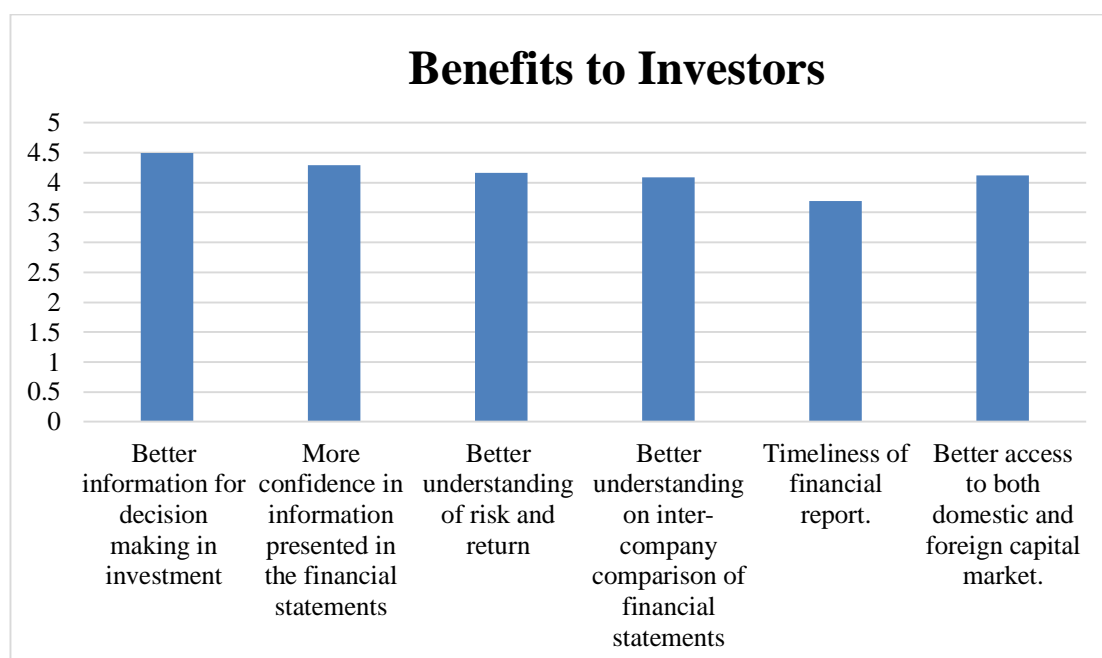 Benefits to Investors
5
4.5
4
3.5
3
2.5
2
1.5
1
0.5
0
Better
information for
decision
making in
investment
More
confidence in
information
presented in
the financial
statements
Better
understanding
of risk and
return
Better
understanding
on inter-
company
comparison of
financial
statements
Timeliness of
financial
report.
Better access
to both
domestic and
foreign capital
market.